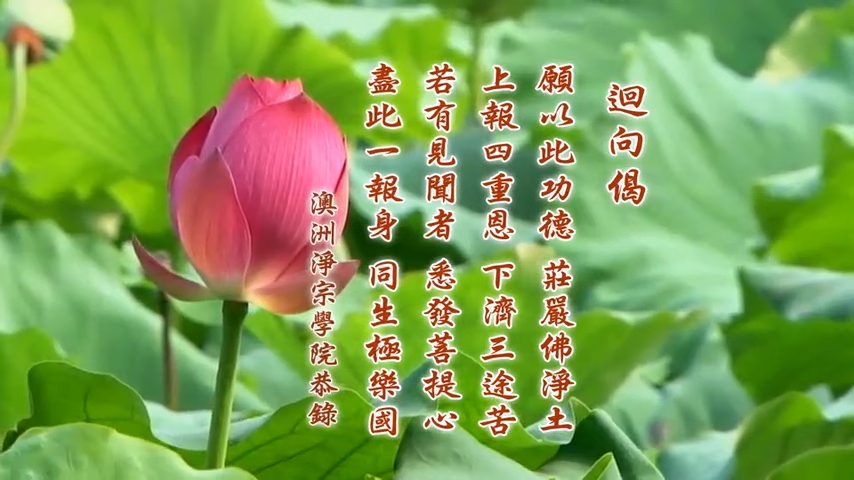 迴向偈
願以此功德 莊嚴佛淨土
上報四重恩 下濟三途苦
若有見聞者 悉發菩提心
盡此一報身 同生極樂國
澳洲淨宗學院恭錄